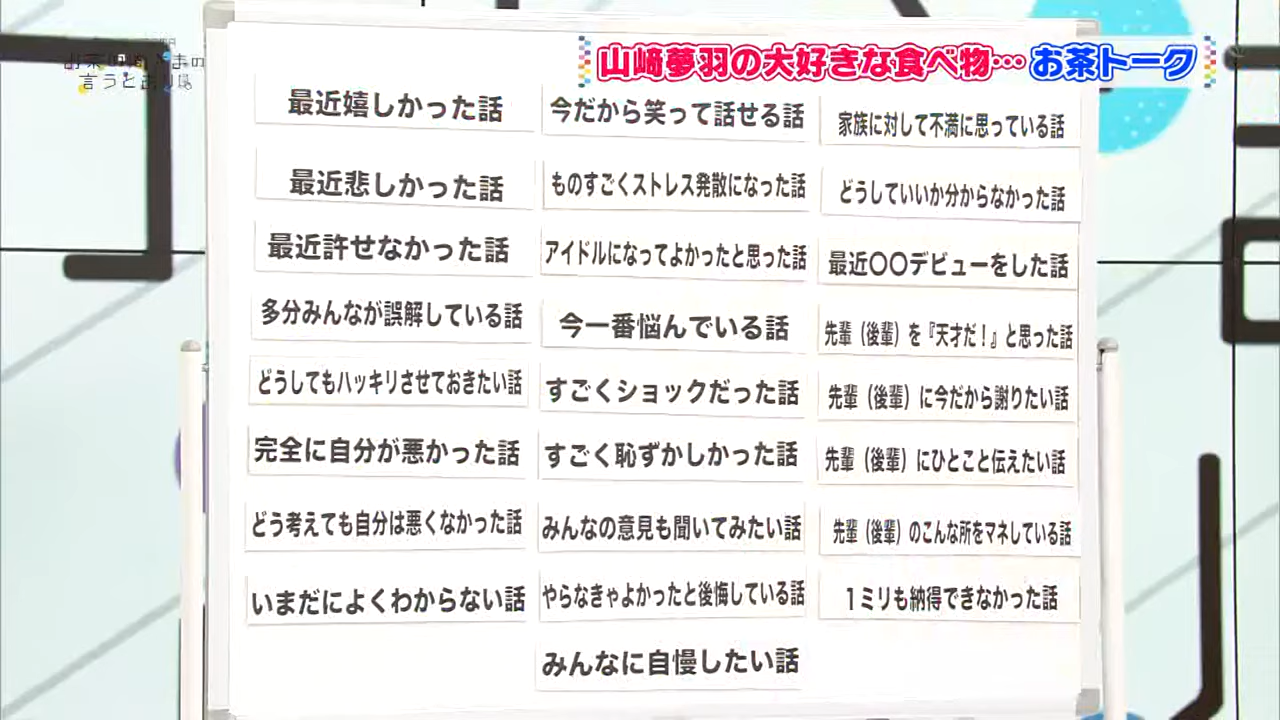 山﨑夢羽の大好きな食べ物… お茶トーク
言うとおり
最近嬉しかった話
最近悲しかった話
最近許せなかった話
多分みんなが誤解している話
どうしてもハッキリさせておきたい話
完全に自分が悪かった話
どう考えても自分は悪くなかった話
いまだによくわからない話
今だから笑って話せる話
ものすごくストレス発散になった話
アイドルになってよかったと思った話
今一番悩んでいる話
すごくショックだった話
すごく恥ずかしかった話
みんなの意見も聞いてみたい話
やらなきゃよかったと後悔している話
みんなに自慢したい話
家族に対して不満に思っている話
どうしていいか分からなかった話
最近〇〇デビューをした話
先輩（後輩）を『天才だ！』と思った話
先輩（後輩）に今だから謝りたい話
先輩（後輩）にひとこと伝えたい話
先輩（後輩）のこんな所をマネしている話
１ミリも納得できなかった話